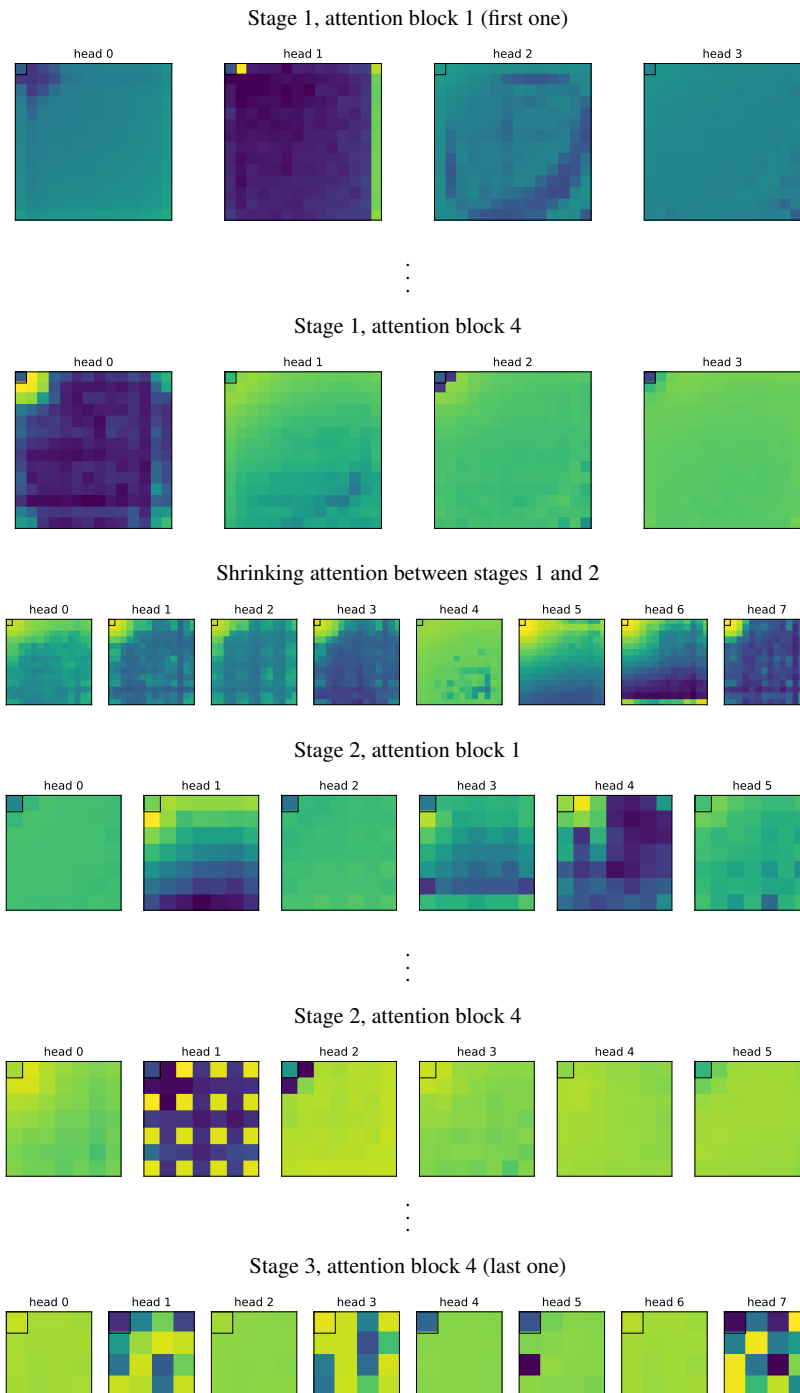 Stage 1, attention block 1 (first one)
head 0 head 1 head 2 head 3
Stage 1, attention block 4
head 0 head 1 head 2 head 3
Shrinking attention between stages 1 and 2
head 0 head 1 head 2 head 3 head 4 head 5 head 6 head 7
Stage 2, attention block 1
head 0 head 1 head 2 head 3 head 4 head 5
Stage 2, attention block 4
head 0 head 1 head 2 head 3 head 4 head 5
Stage 3, attention block 4 (last one)
head 0 head 1 head 2 head 3 head 4 head 5 head 6 head 7